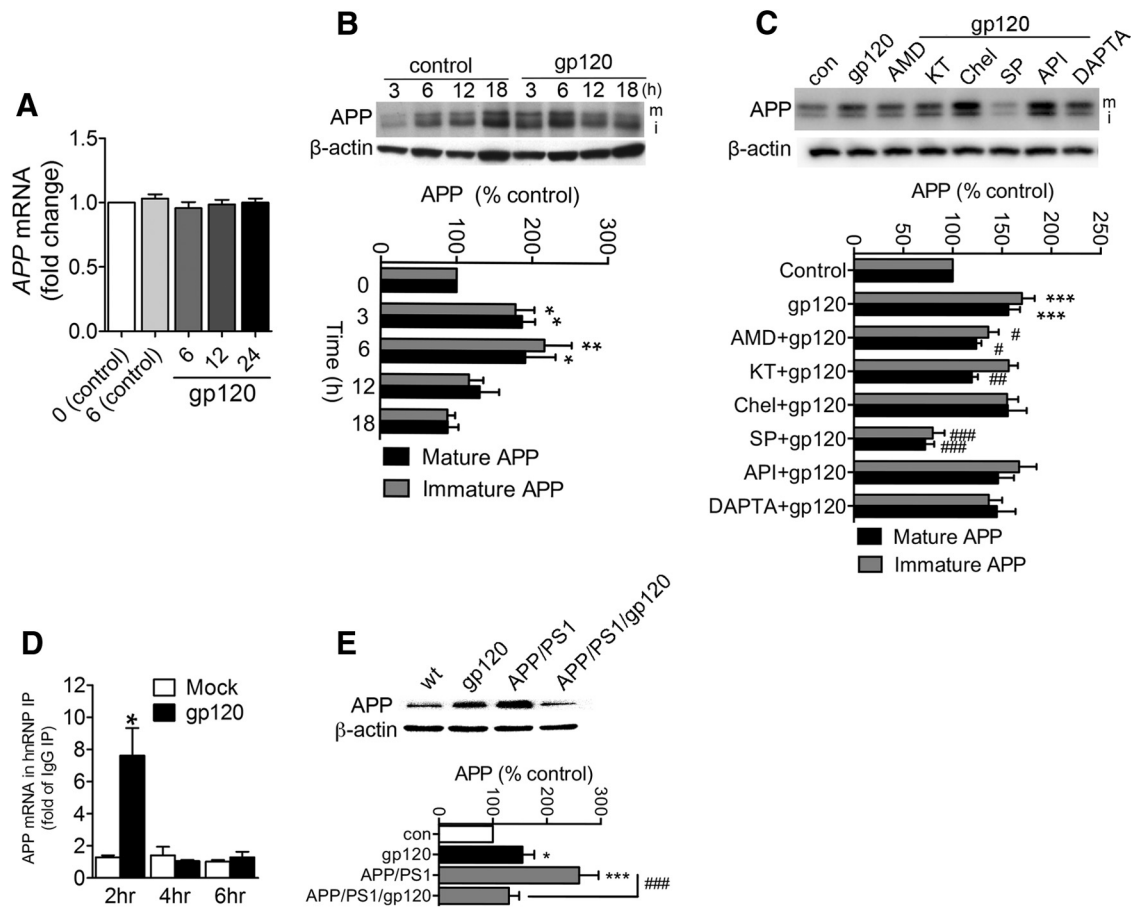 A
APP mRNA
(fold change)
1.5
1.0
0.5
0.0
0 (control)
6 (control)
6
12
24
gp120
B
control
gp120
3 6 12 18 3 6 12 18 (h)
APP
m
i
β-actin
APP (% control)
0
100
200
300
Time (h)
0
3
*
*
6
**
*
12
18
Mature APP
Immature APP
C
gp120
con
gp120
AMD
KT
Chel
SP
API
DAPTA
APP
m
i
β-actin
APP (% control)
0
50
100
150
200
250
Control
gp120
***
***
AMD+gp120
#
#
KT+gp120
##
Chel+gp120
SP+gp120
###
###
API+gp120
DAPTA+gp120
Mature APP
Immature APP
D
APP mRNA in hnRNP IP
(fold of IgG IP)
12
10
8
6
4
2
0
Mock
gp120
*
2hr
4hr
6hr
E
wt
gp120
APP/PS1
APP/PS1/gp120
APP
β-actin
APP (% control)
0
100
200
300
con
gp120
*
APP/PS1
***
APP/PS1/gp120
###